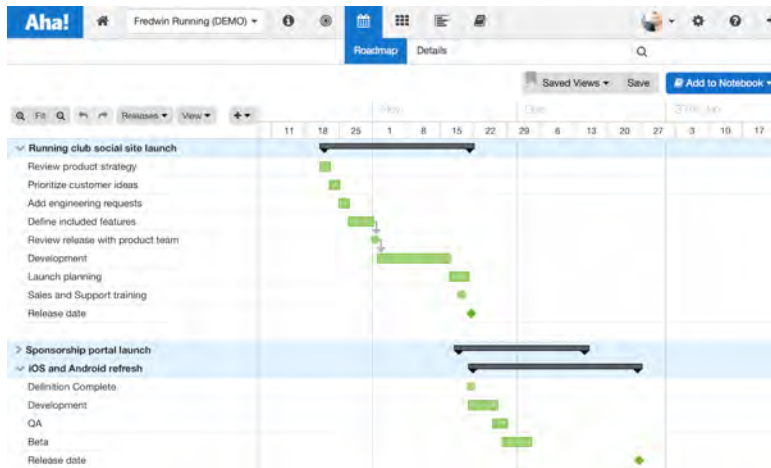 Aha! Fredwin Running (DEMO)
Roadmap Details
Saved Views Save Add to Notebook
Fit Releases View +
Nov Dec
11 18 25 1 8 15 22 29 6 13 20 27 3 10 17
Running club social site launch
Review product strategy
Prioritize customer ideas
Add engineering requests
Define included features
Review release with product team
Development
Launch planning
Sales and Support training
Release date
Sponsorship portal launch
iOS and Android refresh
Definition Complete
Development
QA
Beta
Release date